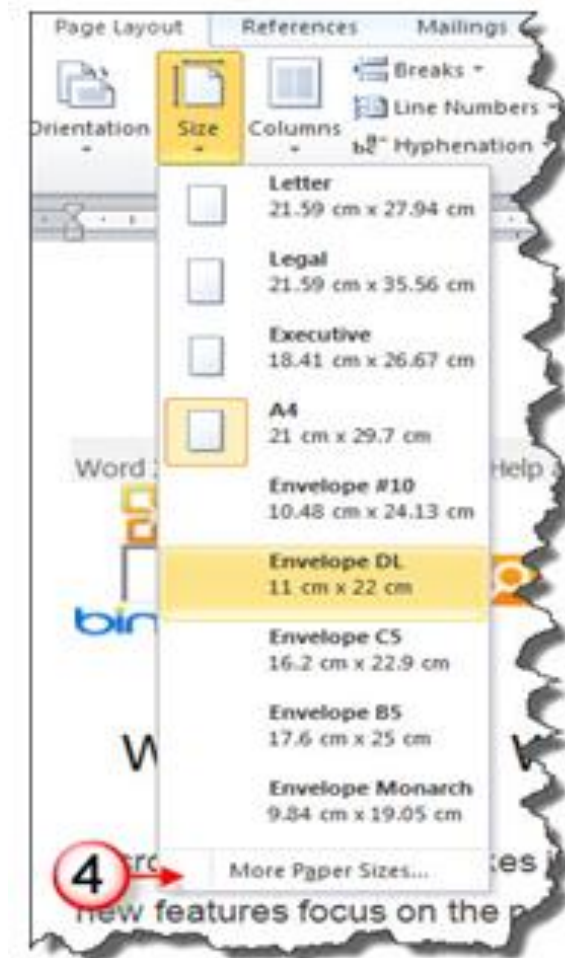 Page Layout References Mailings
Orientation Size Columns Breaks
Line Numbers
Hyphenation
Letter
21.59 cm x 27.94 cm
Legal
21.59 cm x 35.56 cm
Executive
18.41 cm x 26.67 cm
A4
21 cm x 29.7 cm
Word Help
Envelope #10
10.48 cm x 24.13 cm
Envelope DL
11 cm x 22 cm
bin
Envelope C5
16.2 cm x 22.9 cm
Envelope B5
17.6 cm x 25 cm
W
Envelope Monarch
9.84 cm x 19.05 cm
4 More Paper Sizes...
new features focus on the